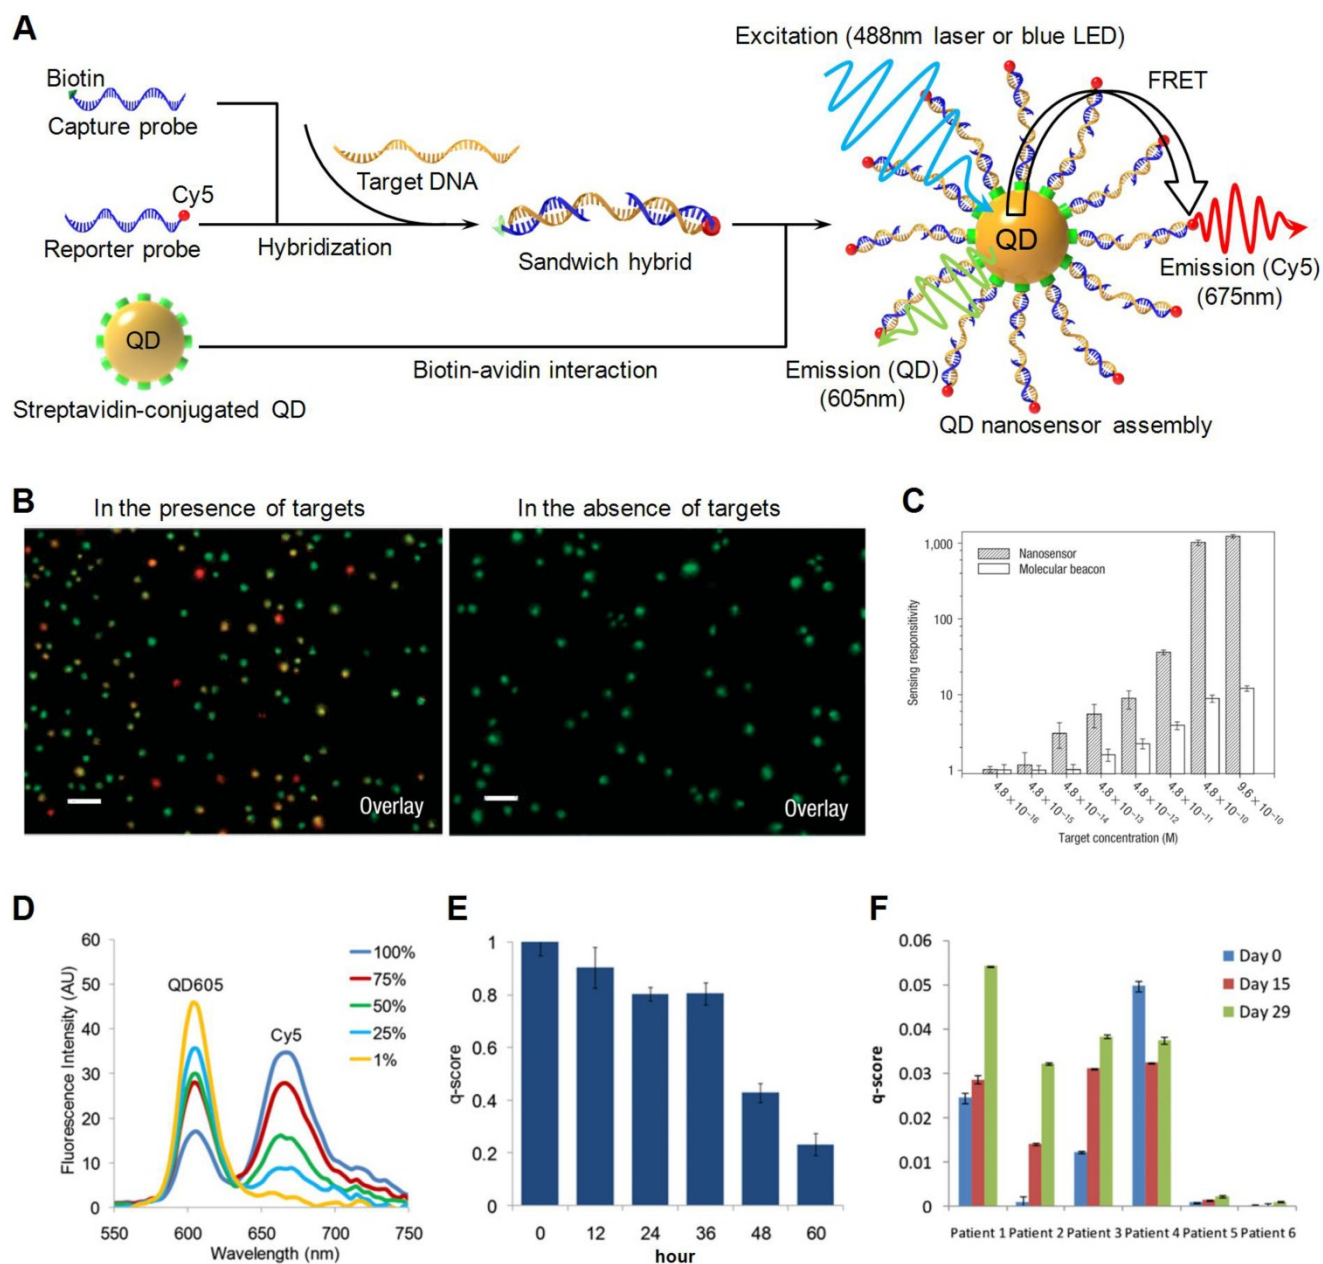 A
Excitation (488nm laser or blue LED)
Biotin
FRET
Capture probe
Target DNA
Cy5
Reporter probe
Hybridization
Sandwich hybrid
QD
Emission (Cy5)
(675nm)
QD
Biotin-avidin interaction
Emission (QD)
(605nm)
Streptavidin-conjugated QD
QD nanosensor assembly
B
In the presence of targets
In the absence of targets
Overlay
Overlay
C
Nanosensor
Molecular beacon
Sensing responsitivity
1,000
100
10
1
4.8 × 10–16
4.8 × 10–15
4.8 × 10–14
4.8 × 10–13
4.8 × 10–12
4.8 × 10–11
4.8 × 10–10
9.6 × 10–10
Target concentration (M)
D
Fluorescence Intensity (AU)
60
50
40
30
20
10
0
QD605
Cy5
100%
75%
50%
25%
1%
550 600 650 700 750
Wavelength (nm)
E
q-score
1
0.8
0.6
0.4
0.2
0
0 12 24 36 48 60
hour
F
q-score
0.06
0.05
0.04
0.03
0.02
0.01
0
Day 0
Day 15
Day 29
Patient 1 Patient 2 Patient 3 Patient 4 Patient 5 Patient 6